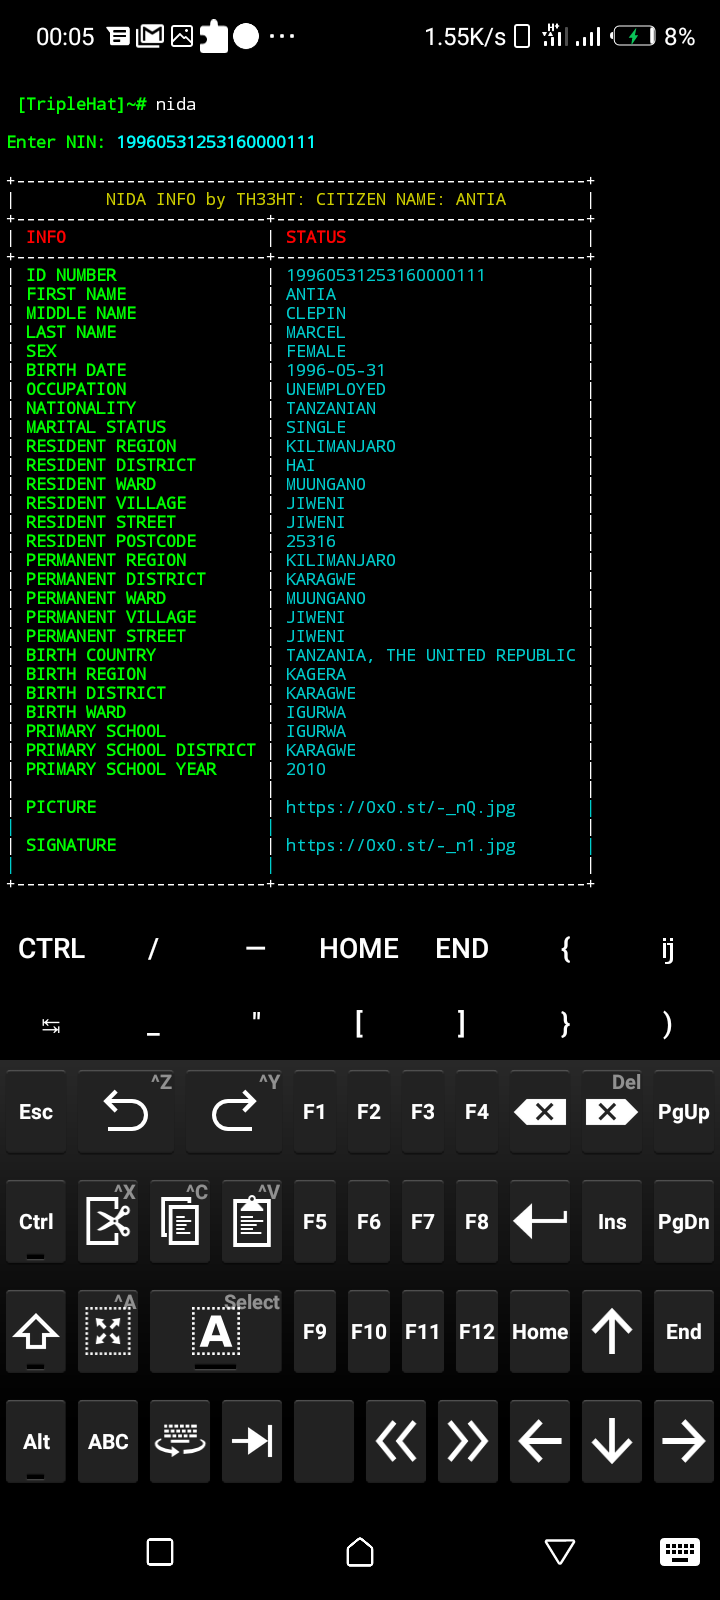 00:05 1.55K/s H+ 8%
[TripleHat]~# nida
Enter NIN: 19960531253160000111
NIDA INFO by TH33HT: CITIZEN NAME: ANTIA
INFO STATUS
ID NUMBER 19960531253160000111
FIRST NAME ANTIA
MIDDLE NAME CLEPIN
LAST NAME MARCEL
SEX FEMALE
BIRTH DATE 1996-05-31
OCCUPATION UNEMPLOYED
NATIONALITY TANZANIAN
MARITAL STATUS SINGLE
RESIDENT REGION KILIMANJARO
RESIDENT DISTRICT HAI
RESIDENT WARD MUUNGANO
RESIDENT VILLAGE JIWENI
RESIDENT STREET JIWENI
RESIDENT POSTCODE 25316
PERMANENT REGION KILIMANJARO
PERMANENT DISTRICT KARAGWE
PERMANENT WARD MUUNGANO
PERMANENT VILLAGE JIWENI
PERMANENT STREET JIWENI
BIRTH COUNTRY TANZANIA, THE UNITED REPUBLIC
BIRTH REGION KAGERA
BIRTH DISTRICT KARAGWE
BIRTH WARD IGURWA
PRIMARY SCHOOL IGURWA
PRIMARY SCHOOL DISTRICT KARAGWE
PRIMARY SCHOOL YEAR 2010
PICTURE https://0x0.st/-_nQ.jpg
SIGNATURE https://0x0.st/-_n1.jpg
CTRL / — HOME END { ij
_ " [ ] } )
Esc ^Z ^Y F1 F2 F3 F4 Del PgUp
Ctrl ^X ^C ^V F5 F6 F7 F8 Ins PgDn
^A Select A F9 F10 F11 F12 Home End
Alt ABC